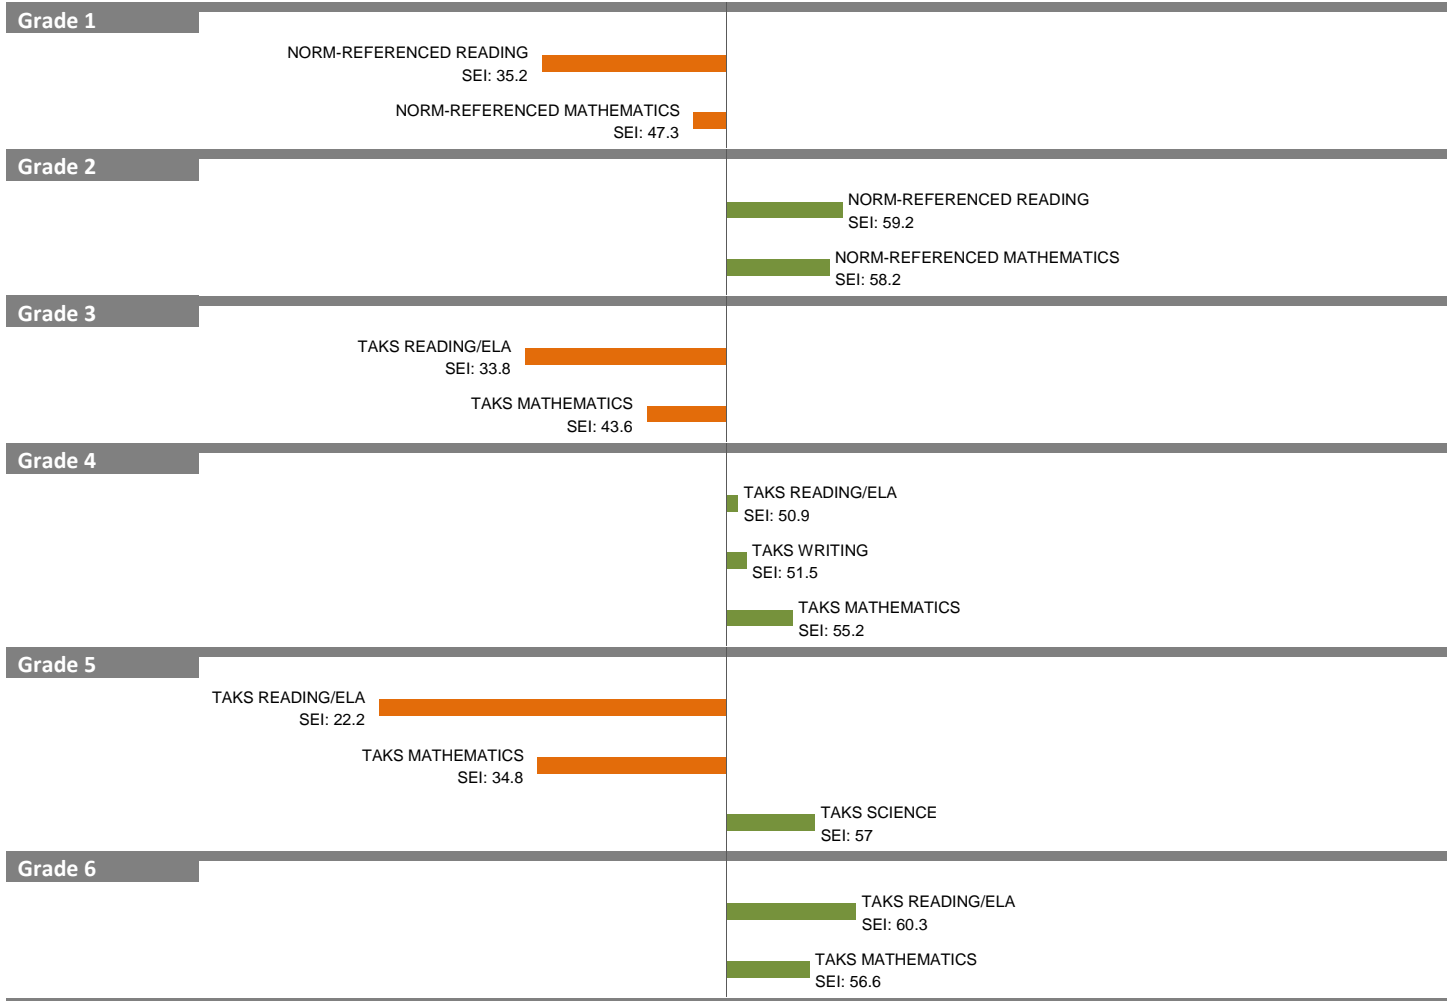 Grade 1
NORM-REFERENCED READING
SEI: 35.2
NORM-REFERENCED MATHEMATICS
SEI: 47.3
Grade 2
NORM-REFERENCED READING
SEI: 59.2
NORM-REFERENCED MATHEMATICS
SEI: 58.2
Grade 3
TAKS READING/ELA
SEI: 33.8
TAKS MATHEMATICS
SEI: 43.6
Grade 4
TAKS READING/ELA
SEI: 50.9
TAKS WRITING
SEI: 51.5
TAKS MATHEMATICS
SEI: 55.2
Grade 5
TAKS READING/ELA
SEI: 22.2
TAKS MATHEMATICS
SEI: 34.8
TAKS SCIENCE
SEI: 57
Grade 6
TAKS READING/ELA
SEI: 60.3
TAKS MATHEMATICS
SEI: 56.6